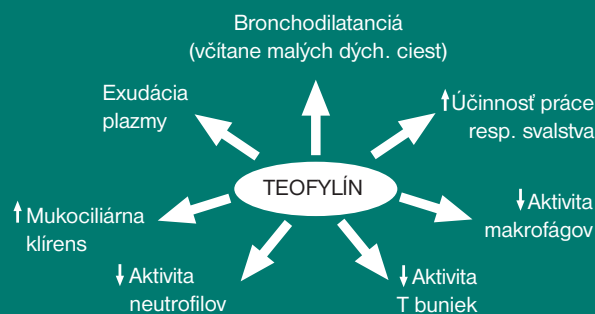 Bronchodilatanciá
(včítane malých dých. ciest)
Exudácia
plazmy
↑Účinnosť práce
resp. svalstva
TEOFYLÍN
↑Mukociliárna
klírens
↓Aktivita
makrofágov
↓Aktivita
neutrofilov
↓Aktivita
T buniek